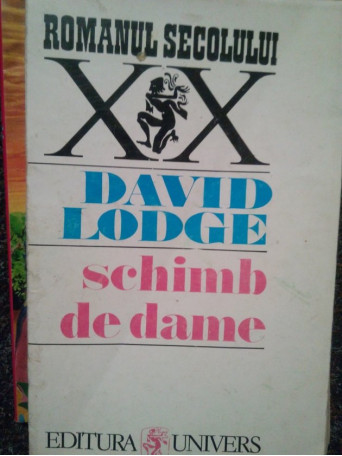 ROMANUL SECOLULUI
XX
DAVID
LODGE
schimb
de dame
EDITURA UNIVERS